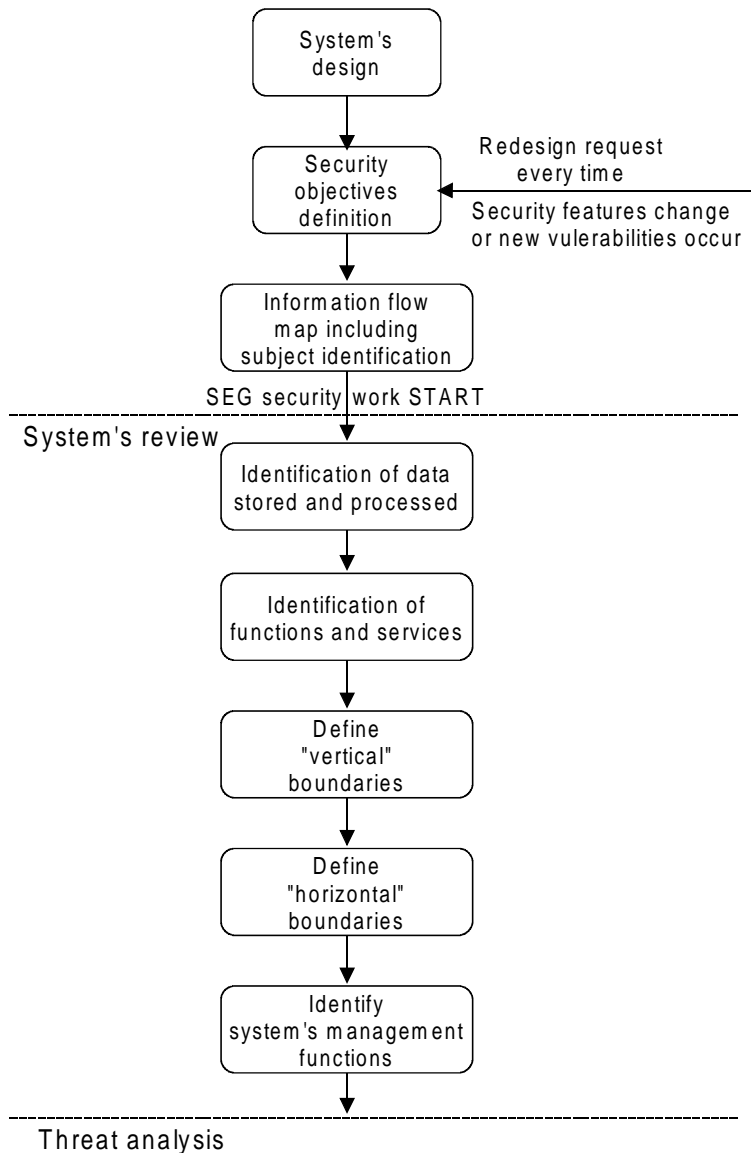 System's
design
Redesign request
every time
Security
objectives
definition
Security features change
or new vulerabilities occur
Information flow
map including
subject identification
SEG security work START
System's review
Identification of data
stored and processed
Identification of
functions and services
Define
"vertical"
boundaries
Define
"horizontal"
boundaries
Identify
system's management
functions
Threat analysis